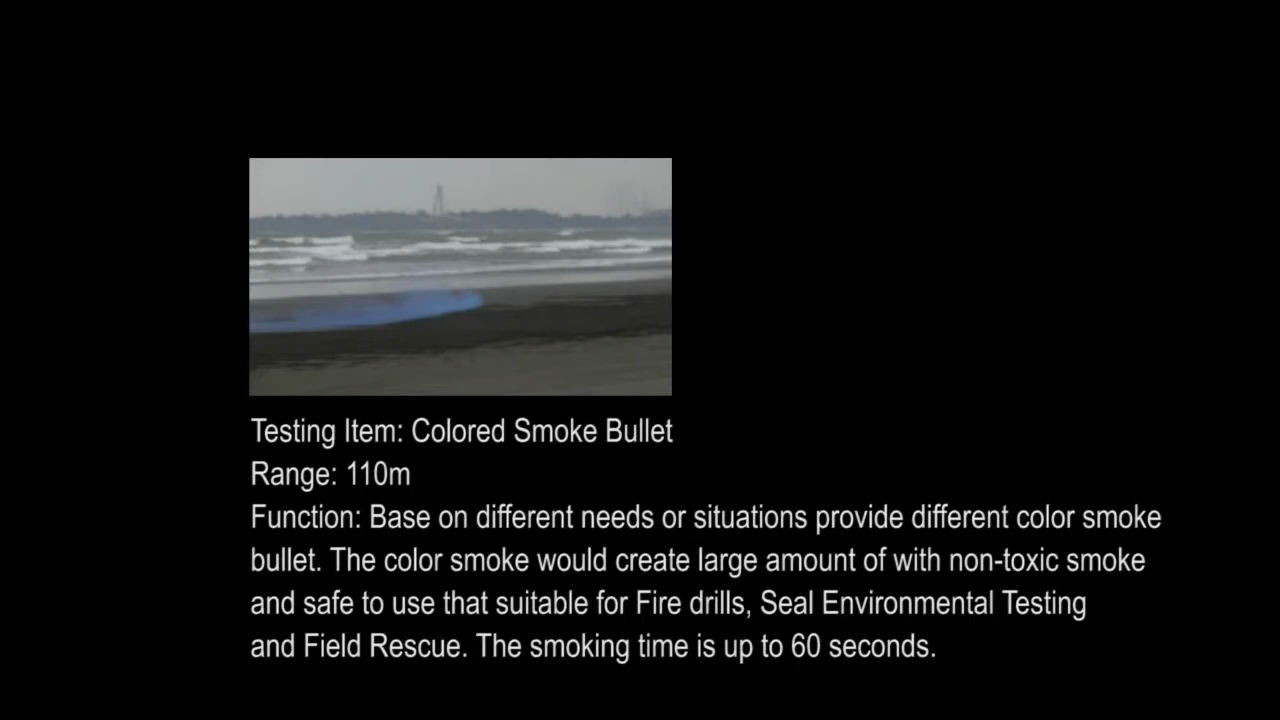 Testing Item: Colored Smoke Bullet
Range: 110m
Function: Base on different needs or situations provide different color smoke
bullet. The color smoke would create large amount of with non-toxic smoke
and safe to use that suitable for Fire drills, Seal Environmental Testing
and Field Rescue. The smoking time is up to 60 seconds.